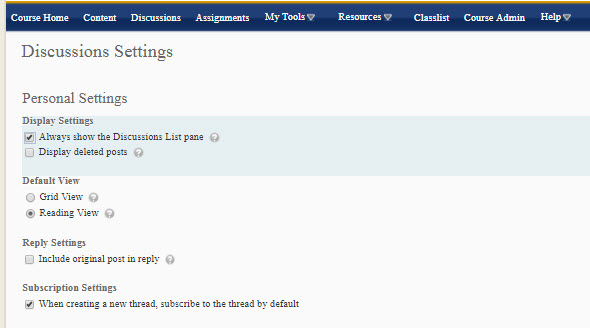 Course Home Content Discussions Assignments My Tools Resources Classlist Course Admin Help
Discussions Settings
Personal Settings
Display Settings
Always show the Discussions List pane ?
Display deleted posts ?
Default View
Grid View ?
Reading View ?
Reply Settings
Include original post in reply ?
Subscription Settings
When creating a new thread, subscribe to the thread by default